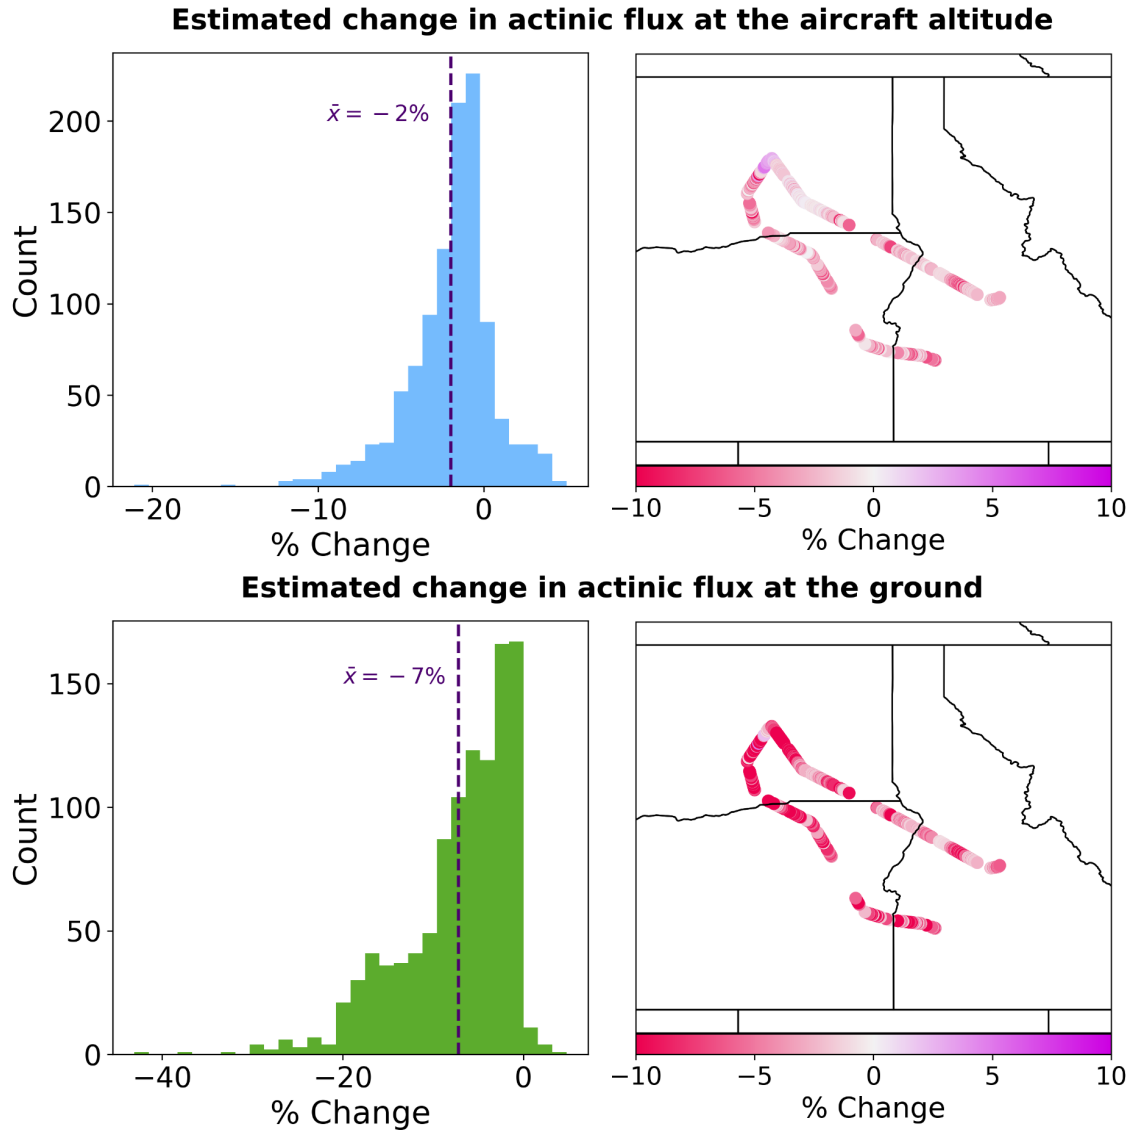 Estimated change in actinic flux at the aircraft altitude
Count
200
150
100
50
0
x̄ = −2%
−20 −10 0
% Change
−10 −5 0 5 10
% Change
Estimated change in actinic flux at the ground
Count
150
100
50
0
x̄ = −7%
−40 −20 0
% Change
−10 −5 0 5 10
% Change